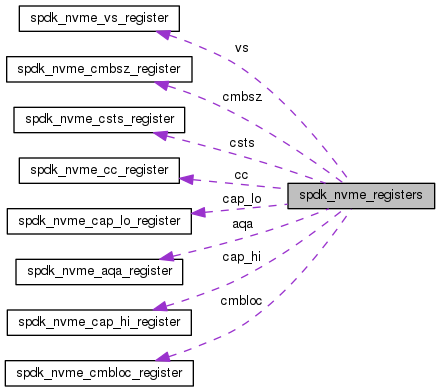 spdk_nvme_vs_register
vs
spdk_nvme_cmbsz_register
cmbsz
spdk_nvme_csts_register
csts
spdk_nvme_cc_register
cc
spdk_nvme_registers
cap_lo
spdk_nvme_cap_lo_register
aqa
spdk_nvme_aqa_register
cap_hi
spdk_nvme_cap_hi_register
cmbloc
spdk_nvme_cmbloc_register